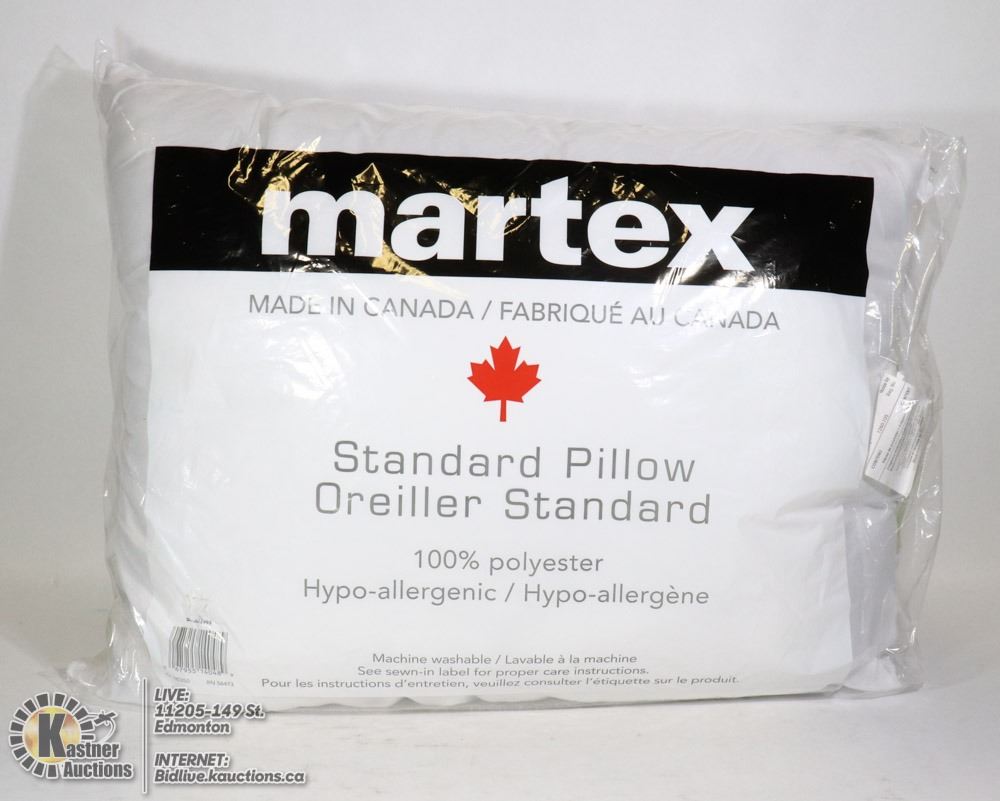 martex
MADE IN CANADA / FABRIQUÉ AU CANADA
Standard Pillow
Oreiller Standard
100% polyester
Hypo-allergenic / Hypo-allergène
Machine washable / Lavable à la machine
See sewn-in label for proper care instructions.
Pour les instructions d'entretien, veuillez consulter l'étiquette sur le produit.
Kastner
Auctions
LIVE:
11205-149 St.
Edmonton
INTERNET:
Bidlive.kauctions.ca